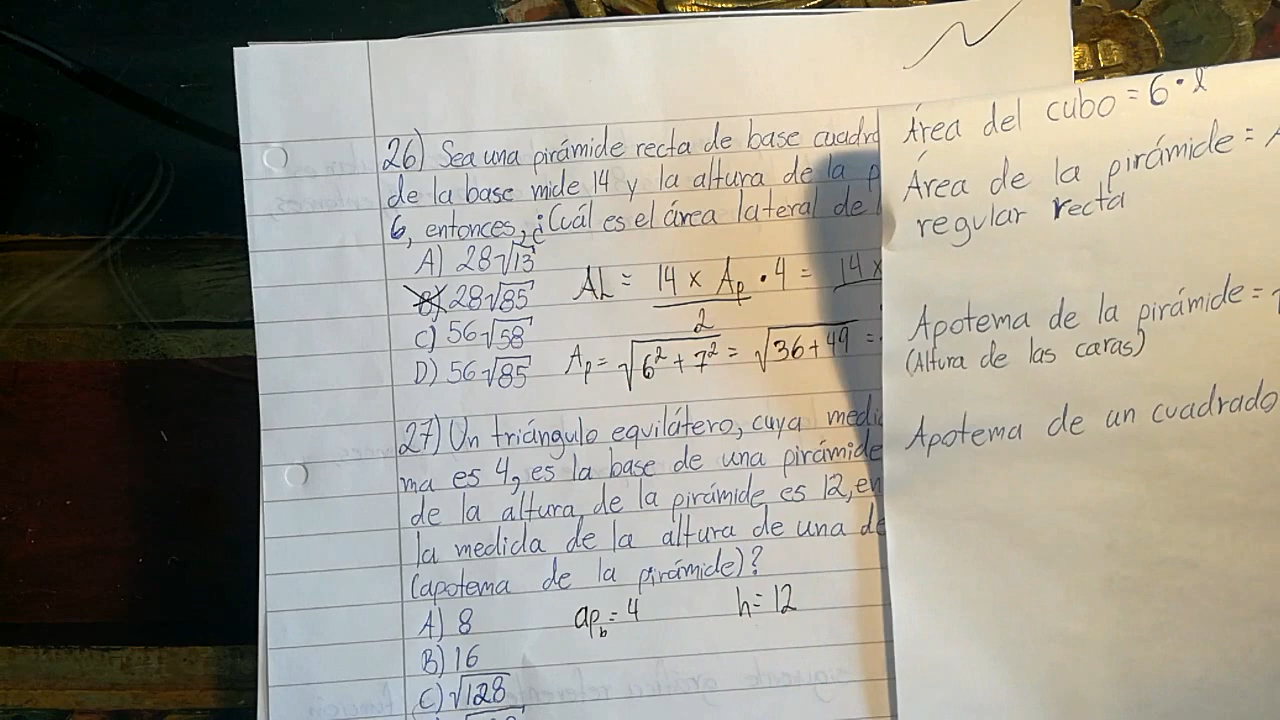 26) Sea una pirámide recta de base cuadra
de la base mide 14 y la altura de la p
6, entonces, ¿Cuál es el área lateral de
A) 28√13
B) 28√85
AL = 14 x Ap / 2 · 4 = 14 x
C) 56√58
D) 56√85
Ap = √6² + 7² = √36 + 49 =
27) Un triángulo equilátero, cuya medi
ma es 4, es la base de una pirámide
de la altura de la pirámide es 12, en
la medida de la altura de una de
(apotema de la pirámide)?
A) 8
ap_b = 4
h = 12
B) 16
C) √128
Área del cubo = 6 · l
Área de la pirámide =
regular recta
Apotema de la pirámide =
(Altura de las caras)
Apotema de un cuadrado